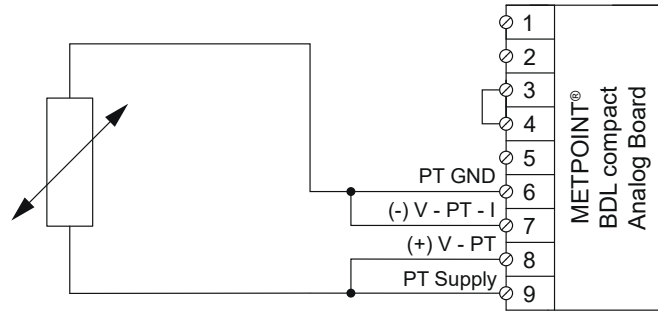 1
2
3
4
5
PT GND 6
(-) V - PT - I 7
(+) V - PT 8
PT Supply 9
METPOINT®
BDL compact
Analog Board